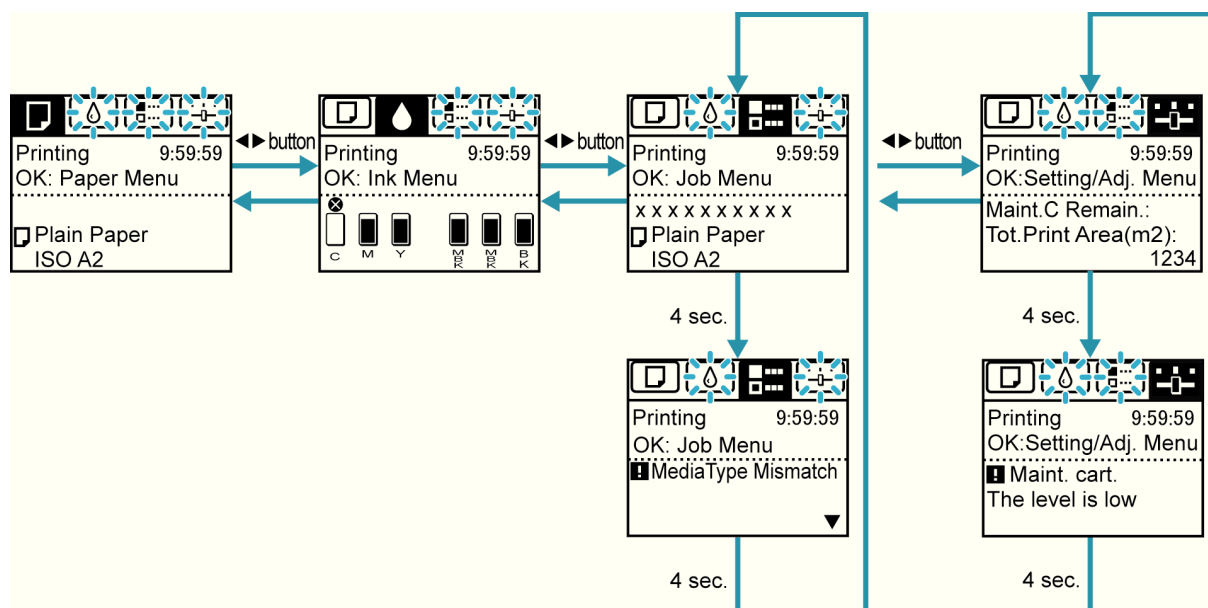 ◀▶ button
◀▶ button
◀▶ button
Printing 9:59:59
OK: Paper Menu
Plain Paper
ISO A2
Printing 9:59:59
OK: Ink Menu
C M Y MBK MBK BK
Printing 9:59:59
OK: Job Menu
x x x x x x x x x x
Plain Paper
ISO A2
Printing 9:59:59
OK:Setting/Adj. Menu
Maint.C Remain.:
Tot.Print Area(m2):
1234
4 sec.
4 sec.
Printing 9:59:59
OK: Job Menu
! MediaType Mismatch
▼
Printing 9:59:59
OK:Setting/Adj. Menu
! Maint. cart.
The level is low
4 sec.
4 sec.